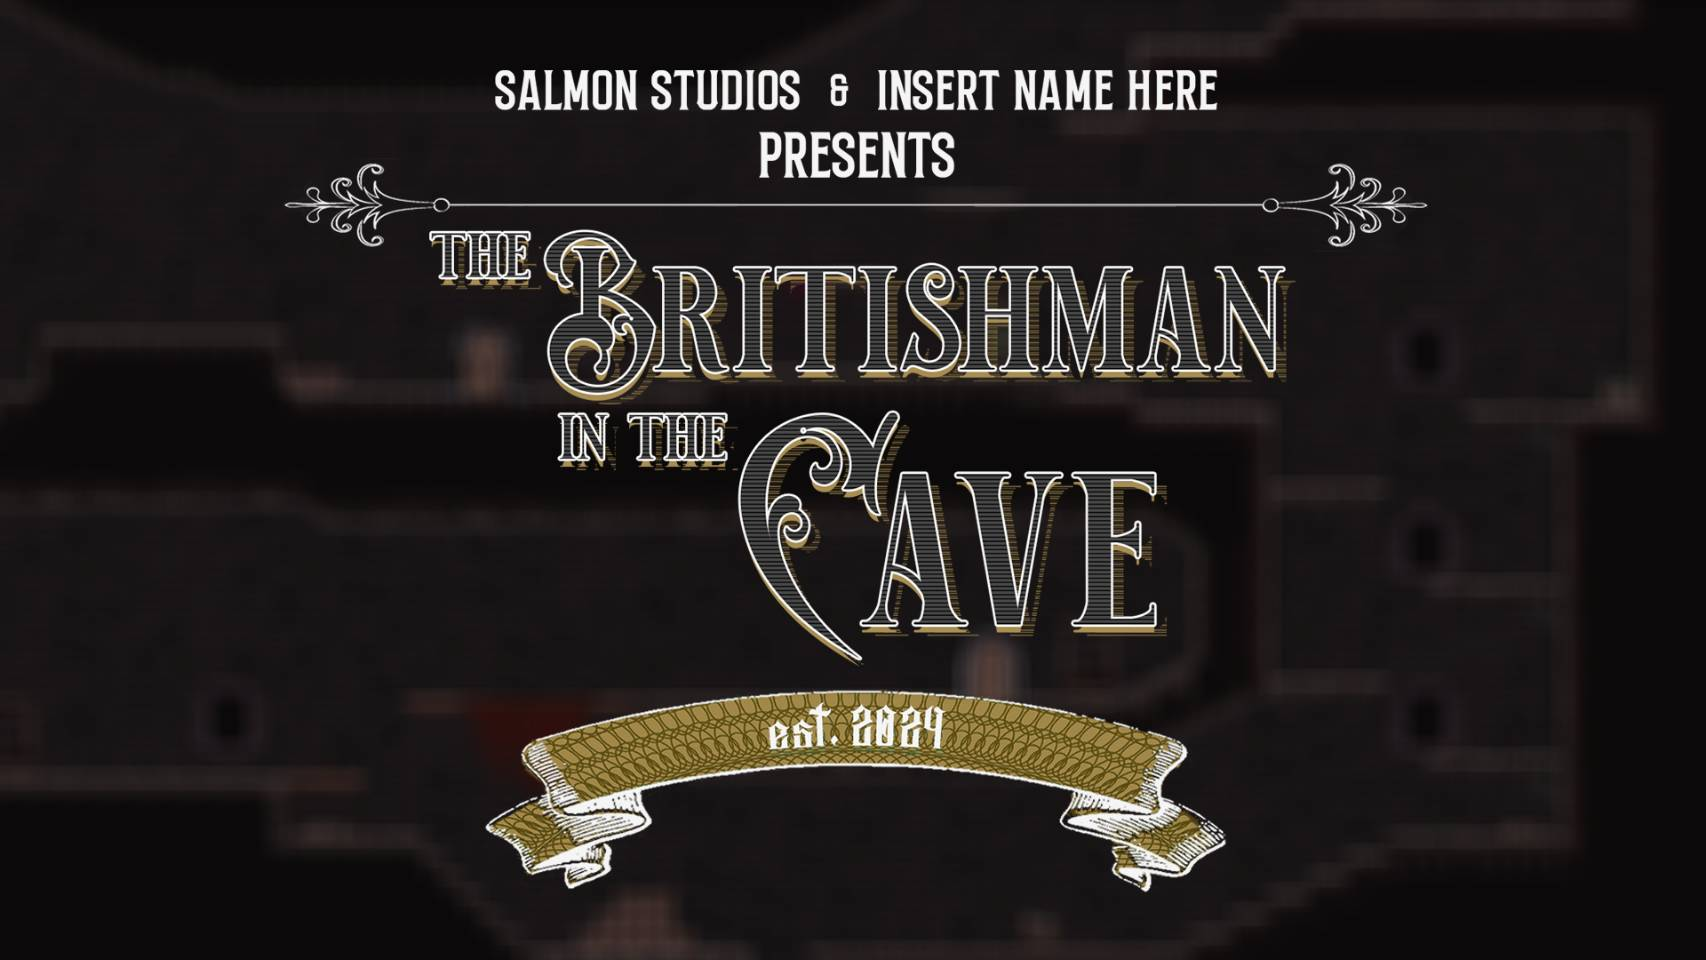 SALMON STUDIOS & INSERT NAME HERE
PRESENTS
THE BRITISHMAN
IN THE CAVE
est. 2024